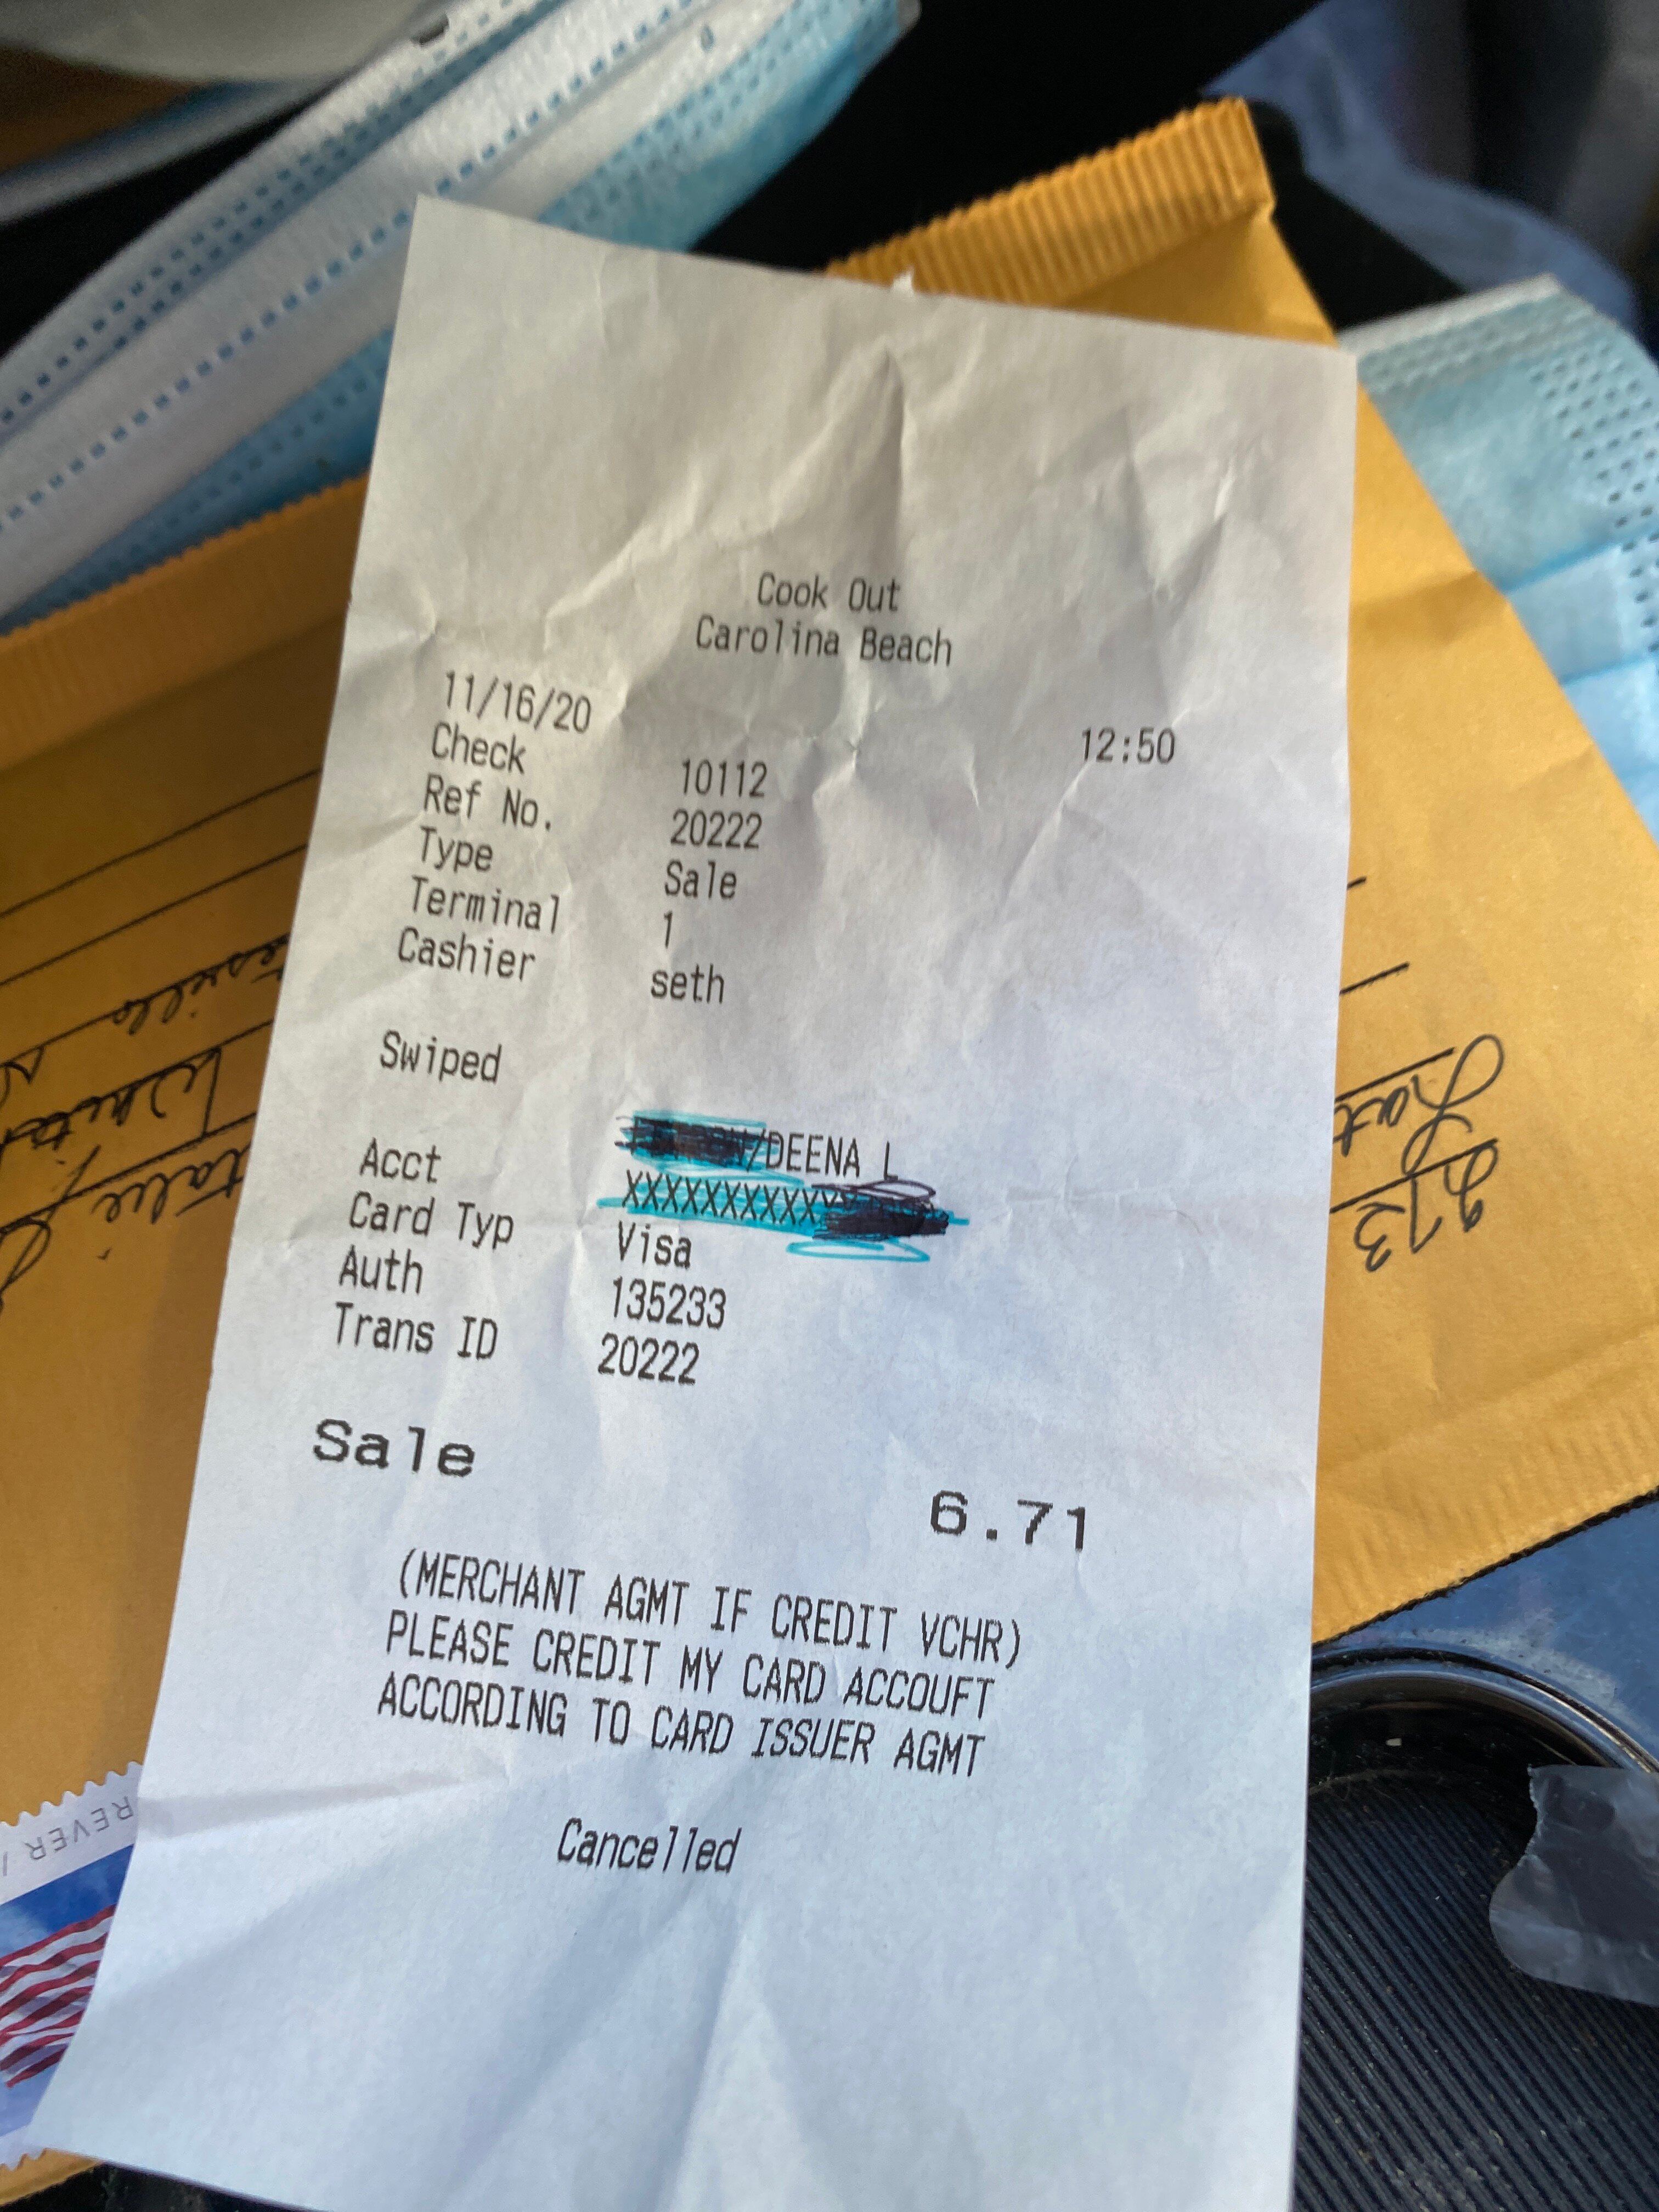 Cook Out
Carolina Beach
11/16/20 12:50
Check 10112
Ref No. 20222
Type Sale
Terminal 1
Cashier seth
Swiped
/DEENA L
Acct XXXXXXXXXX
Card Typ Visa
Auth 135233
Trans ID 20222
Sale 6.71
(MERCHANT AGMT IF CREDIT VCHR)
PLEASE CREDIT MY CARD ACCOUFT
ACCORDING TO CARD ISSUER AGMT
Cancelled
273